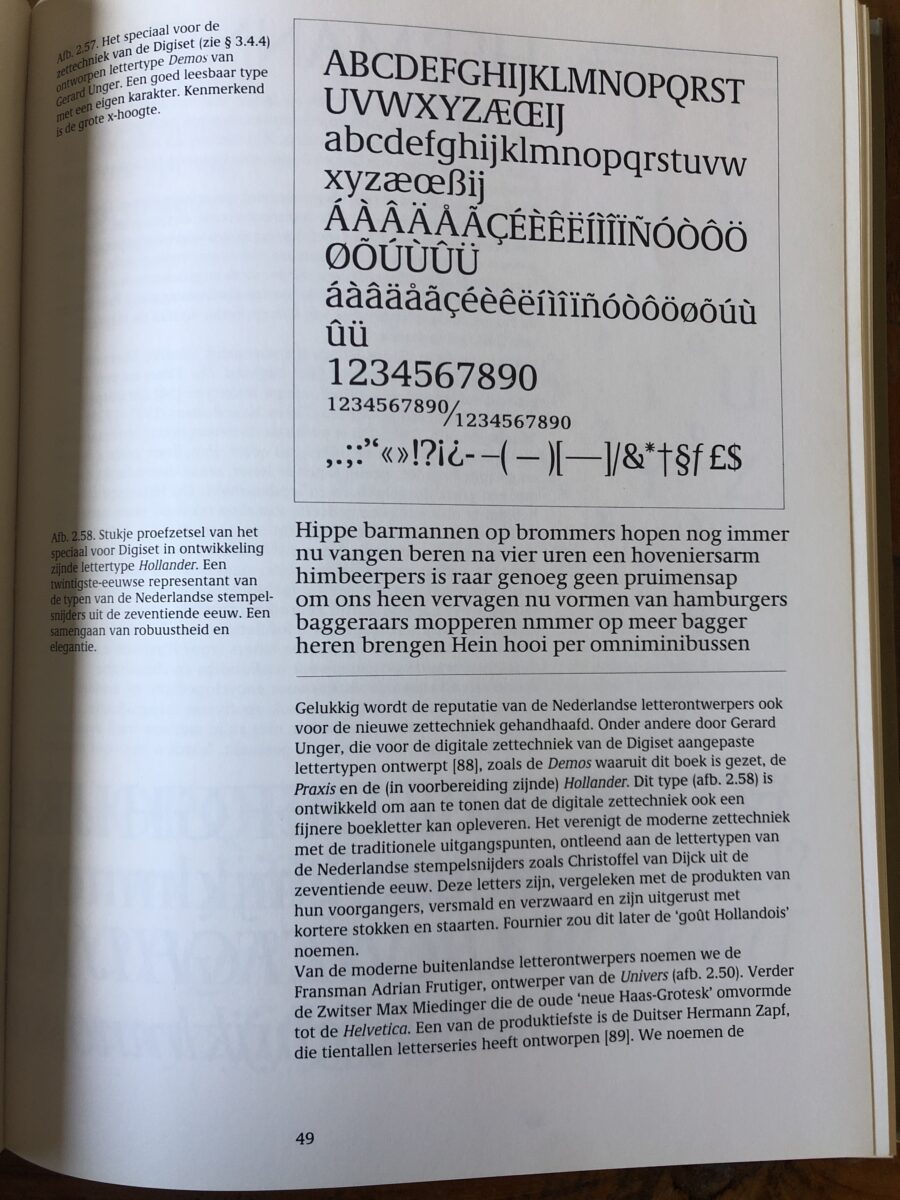 Afb. 2.57. Het speciaal voor de
zettechniek van de Digiset (zie § 3.4.4)
ontworpen lettertype Demos van
Gerard Unger. Een goed leesbaar type
met een eigen karakter. Kenmerkend
is de grote x-hoogte.
ABCDEFGHIJKLMNOPQRST
UVWXYZÆŒIJ
abcdefghijklmnopqrstuvw
xyzæœßij
ÁÀÂÄÅÃÇÉÈÊËÍÌÎÏÑÓÒÔÖ
ØÕÚÙÛÜ
áàâäåãçéèêëíìîïñóòôöøõúù
ûü
1234567890
1234567890/1234567890
,.;:’‘«»!?¡¿- –( — )[ — ]/&*†§ƒ£$
Afb. 2.58. Stukje proefzetsel van het
speciaal voor Digiset in ontwikkeling
zijnde lettertype Hollander. Een
twintigste-eeuwse representant van
de typen van de Nederlandse stempel-
snijders uit de zeventiende eeuw. Een
samengaan van robuustheid en
elegantie.
Hippe barmannen op brommers hopen nog immer
nu vangen beren na vier uren een hoveniersarm
himbeerpers is raar genoeg geen pruimensap
om ons heen vervagen nu vormen van hamburgers
baggeraars mopperen nmmer op meer bagger
heren brengen Hein hooi per omniminibussen
Gelukkig wordt de reputatie van de Nederlandse letterontwerpers ook
voor de nieuwe zettechniek gehandhaafd. Onder andere door Gerard
Unger, die voor de digitale zettechniek van de Digiset aangepaste
lettertypen ontwerpt [88], zoals de Demos waaruit dit boek is gezet, de
Praxis en de (in voorbereiding zijnde) Hollander. Dit type (afb. 2.58) is
ontwikkeld om aan te tonen dat de digitale zettechniek ook een
fijnere boekletter kan opleveren. Het verenigt de moderne zettechniek
met de traditionele uitgangspunten, ontleend aan de lettertypen van
de Nederlandse stempelsnijders zoals Christoffel van Dijck uit de
zeventiende eeuw. Deze letters zijn, vergeleken met de produkten van
hun voorgangers, versmald en verzwaard en zijn uitgerust met
kortere stokken en staarten. Fournier zou dit later de ‘goût Hollandois’
noemen.
Van de moderne buitenlandse letterontwerpers noemen we de
Fransman Adrian Frutiger, ontwerper van de Univers (afb. 2.50). Verder
de Zwitser Max Miedinger die de oude ‘neue Haas-Grotesk’ omvormde
tot de Helvetica. Een van de produktiefste is de Duitser Hermann Zapf,
die tientallen letterseries heeft ontworpen [89]. We noemen de
49